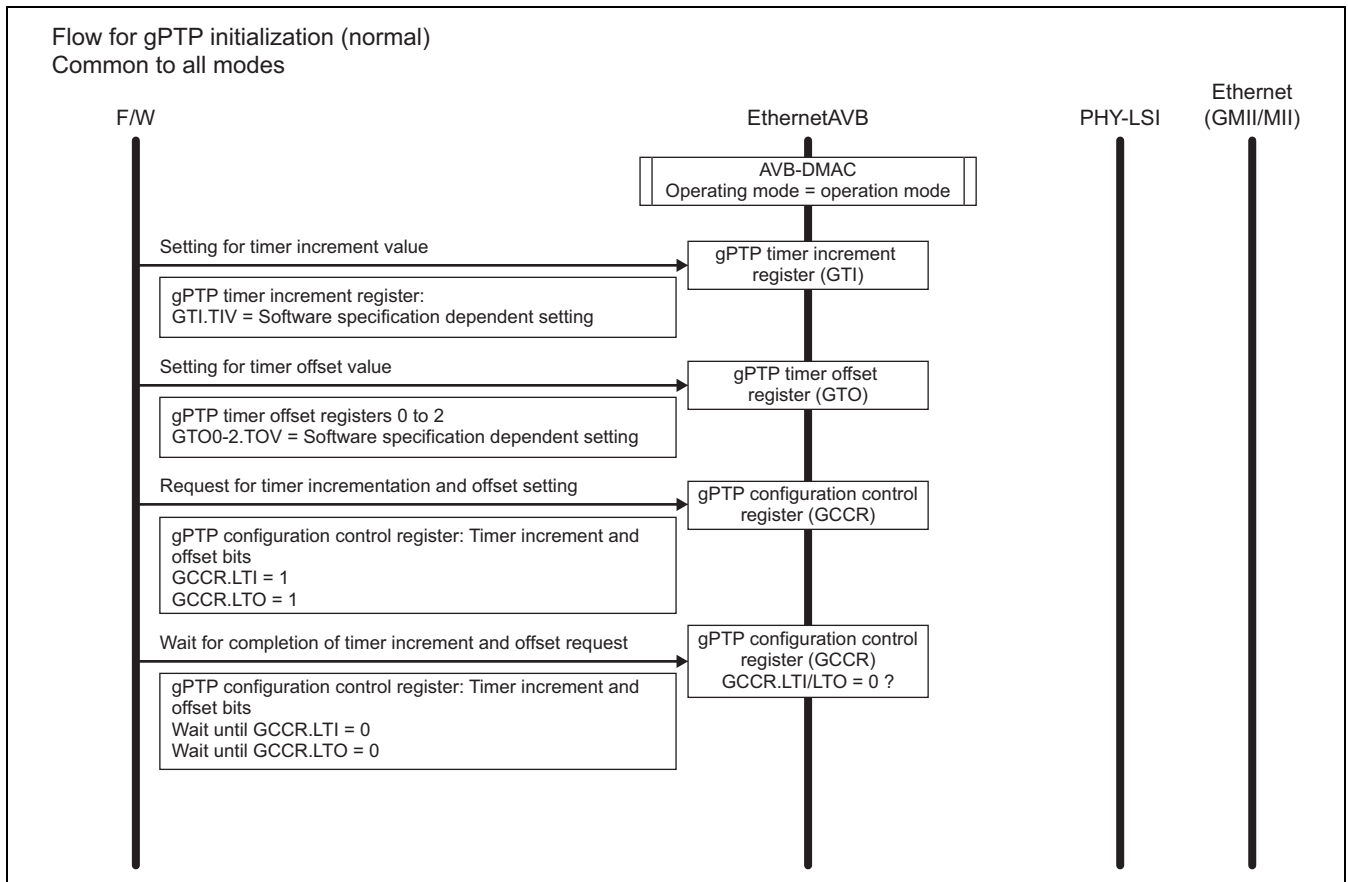 Flow for gPTP initialization (normal)
Common to all modes
F/W
EthernetAVB
PHY-LSI
Ethernet
(GMII/MII)
AVB-DMAC
Operating mode = operation mode
Setting for timer increment value
gPTP timer increment
register (GTI)
gPTP timer increment register:
GTI.TIV = Software specification dependent setting
Setting for timer offset value
gPTP timer offset
register (GTO)
gPTP timer offset registers 0 to 2
GTO0-2.TOV = Software specification dependent setting
Request for timer incrementation and offset setting
gPTP configuration control
register (GCCR)
gPTP configuration control register: Timer increment and
offset bits
GCCR.LTI = 1
GCCR.LTO = 1
Wait for completion of timer increment and offset request
gPTP configuration control
register (GCCR)
GCCR.LTI/LTO = 0 ?
gPTP configuration control register: Timer increment and
offset bits
Wait until GCCR.LTI = 0
Wait until GCCR.LTO = 0